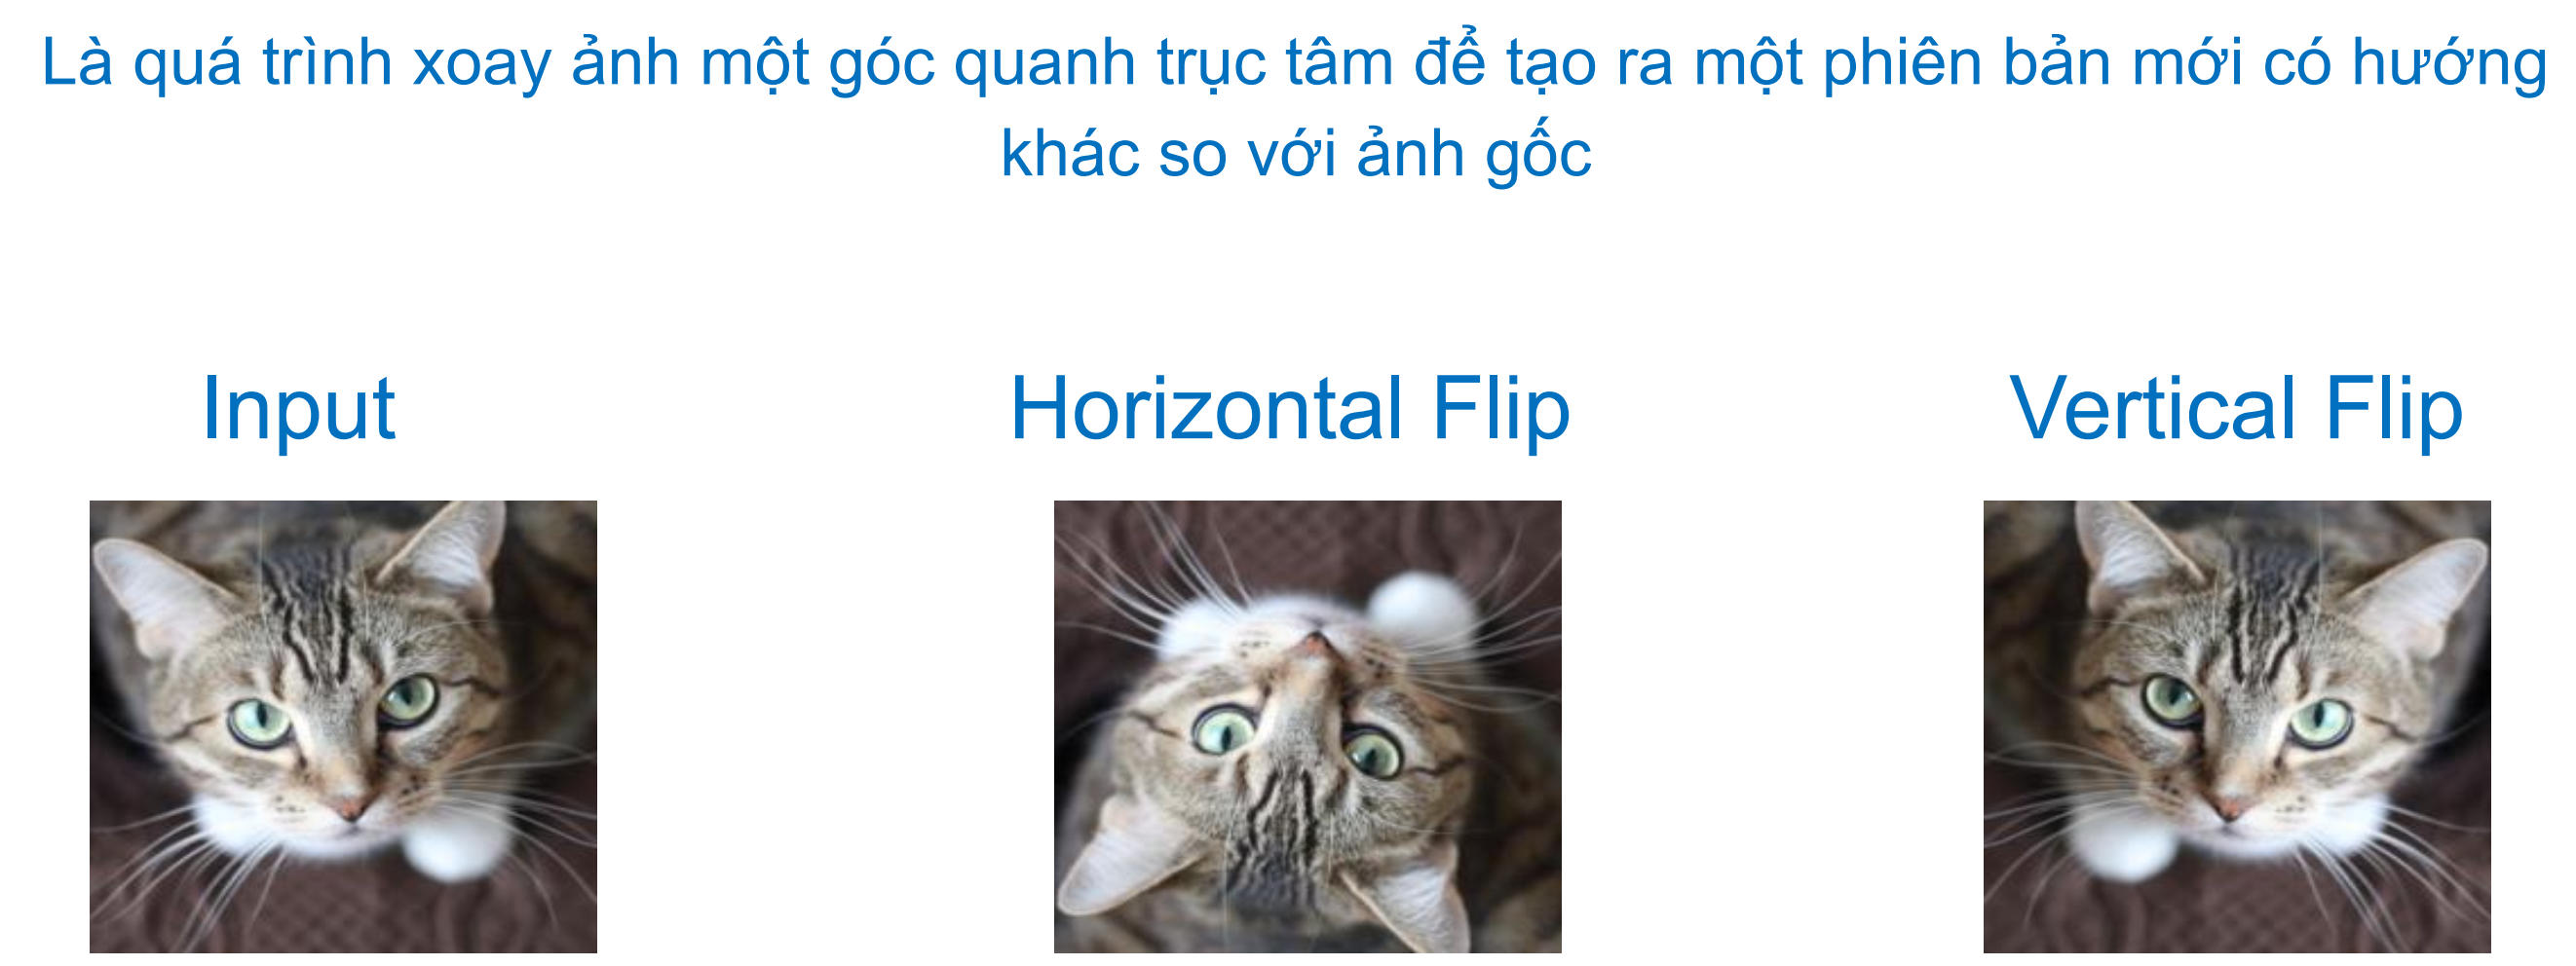 Là quá trình xoay ảnh một góc quanh trục tâm để tạo ra một phiên bản mới có hướng
khác so với ảnh gốc
Input
Horizontal Flip
Vertical Flip